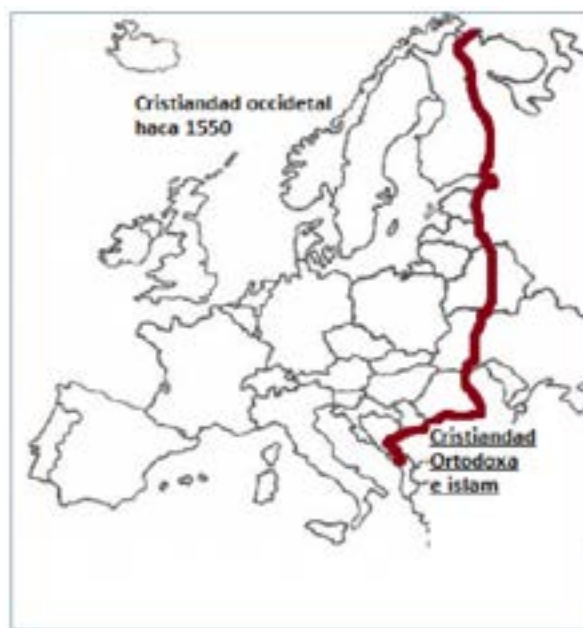 Cristiandad occidetal
haca 1550
Cristiandad
Ortodoxa
e islam